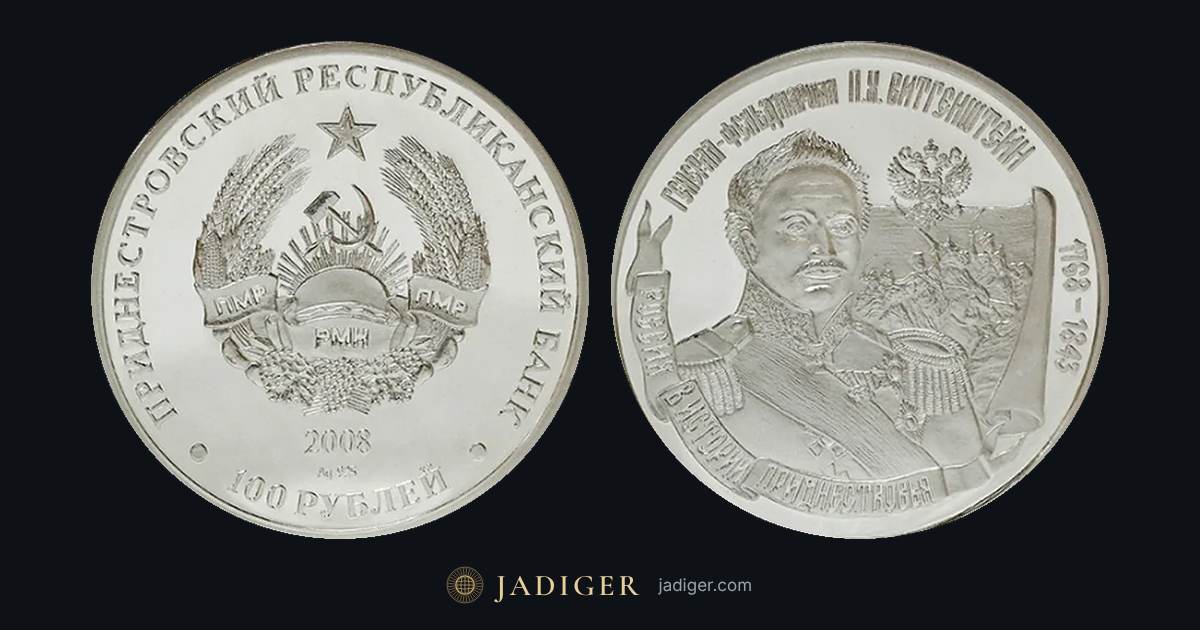 ПРИДНЕСТРОВСКИЙ РЕСПУБЛИКАНСКИЙ БАНК
ПМР
ПМР
РМН
2008
100 РУБЛЕЙ
ГЕНЕРАЛ-ФЕЛЬДМАРШАЛ П.Х. ВИТГЕНШТЕЙН
1768-1843
РОССИЯ В ИСТОРИИ ПРИДНЕСТРОВЬЯ
JADIGER
jadiger.com